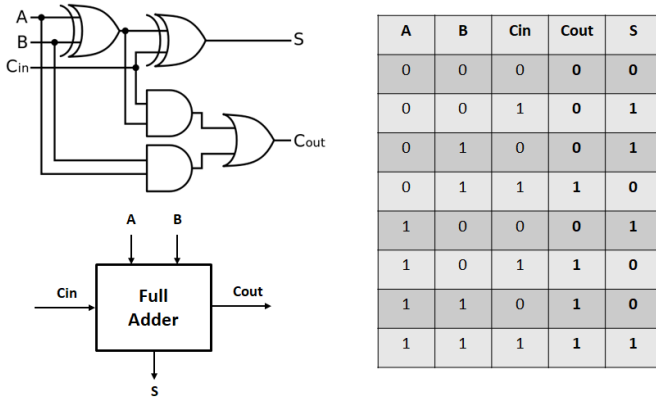 A
B
Cin
S
Cout
A B
Cin
Full
Adder
Cout
S
A B Cin Cout S
0 0 0 0 0
0 0 1 0 1
0 1 0 0 1
0 1 1 1 0
1 0 0 0 1
1 0 1 1 0
1 1 0 1 0
1 1 1 1 1